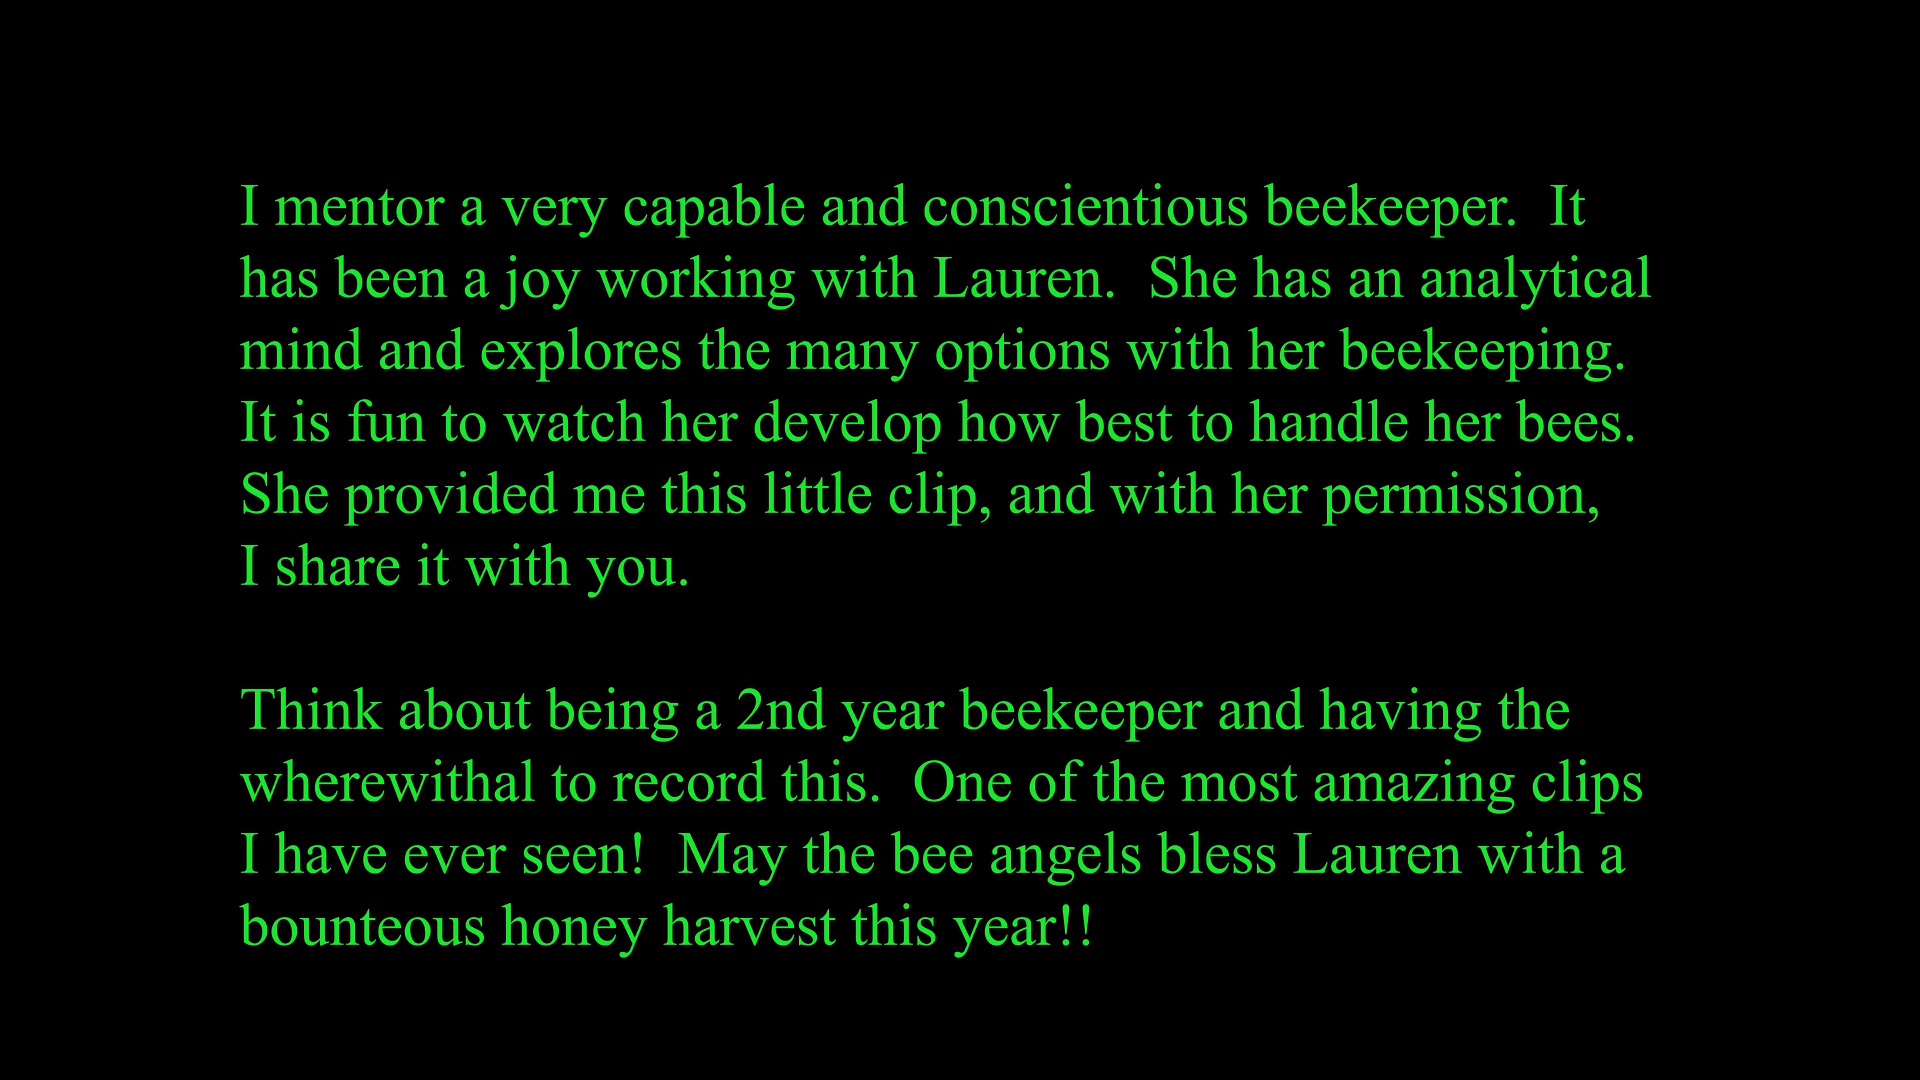 I mentor a very capable and conscientious beekeeper.  It
has been a joy working with Lauren.  She has an analytical
mind and explores the many options with her beekeeping.
It is fun to watch her develop how best to handle her bees.
She provided me this little clip, and with her permission,
I share it with you.
Think about being a 2nd year beekeeper and having the
wherewithal to record this.  One of the most amazing clips
I have ever seen!  May the bee angels bless Lauren with a
bounteous honey harvest this year!!